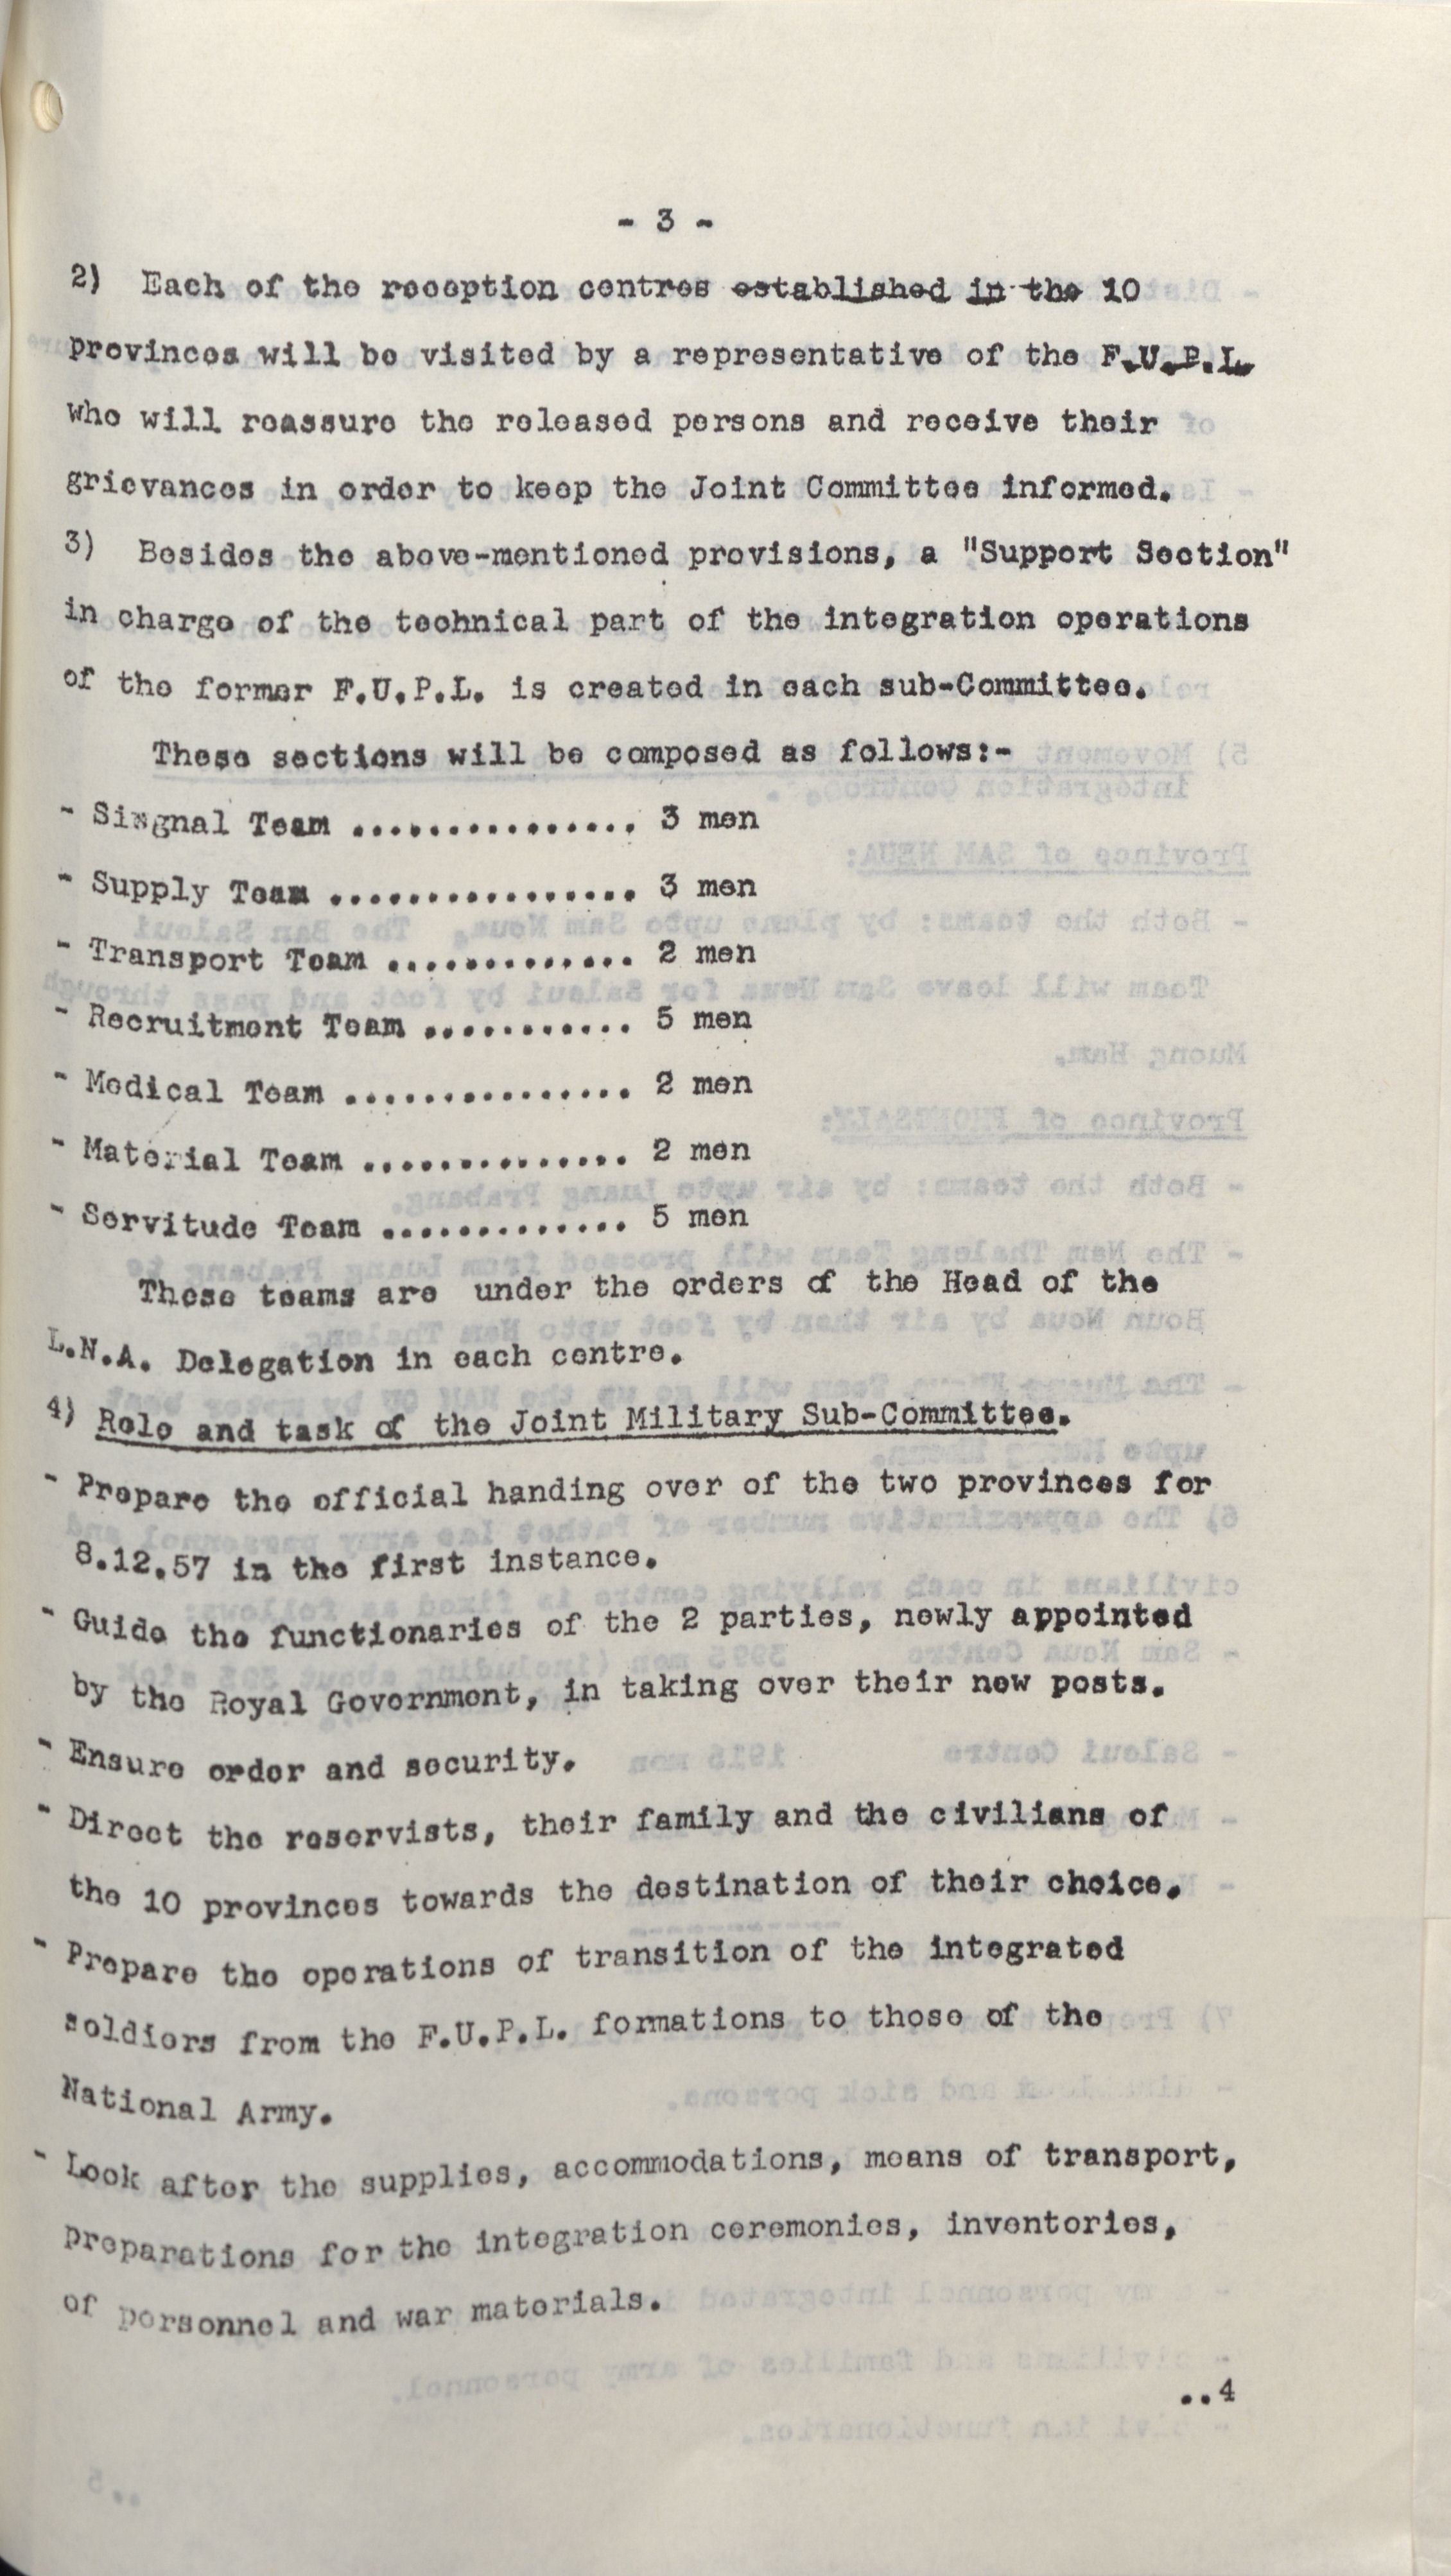 - 3 -
2) Each of the reception centres established in the 10
provinces will be visited by a representative of the F.U.P.L.
who will reassure the released persons and receive their
grievances in order to keep the Joint Committee informed.
3) Besides the above-mentioned provisions, a "Support Section"
in charge of the technical part of the integration operations
of the former F.U.P.L. is created in each sub-Committee.
These sections will be composed as follows:-
- Signal Team ............... 3 men
- Supply Team ................ 3 men
- Transport Team ............. 2 men
- Recruitment Team ........... 5 men
- Medical Team ............... 2 men
- Material Team .............. 2 men
- Servitude Team ............. 5 men
These teams are under the orders of the Head of the
L.N.A. Delegation in each centre.
4) Role and task of the Joint Military Sub-Committee.
- Prepare the official handing over of the two provinces for
8.12.57 in the first instance.
- Guide the functionaries of the 2 parties, newly appointed
by the Royal Government, in taking over their new posts.
- Ensure order and security.
- Direct the reservists, their family and the civilians of
the 10 provinces towards the destination of their choice.
- Prepare the operations of transition of the integrated
soldiers from the F.U.P.L. formations to those of the
National Army.
- Look after the supplies, accommodations, means of transport,
preparations for the integration ceremonies, inventories,
of personnel and war materials.
..4